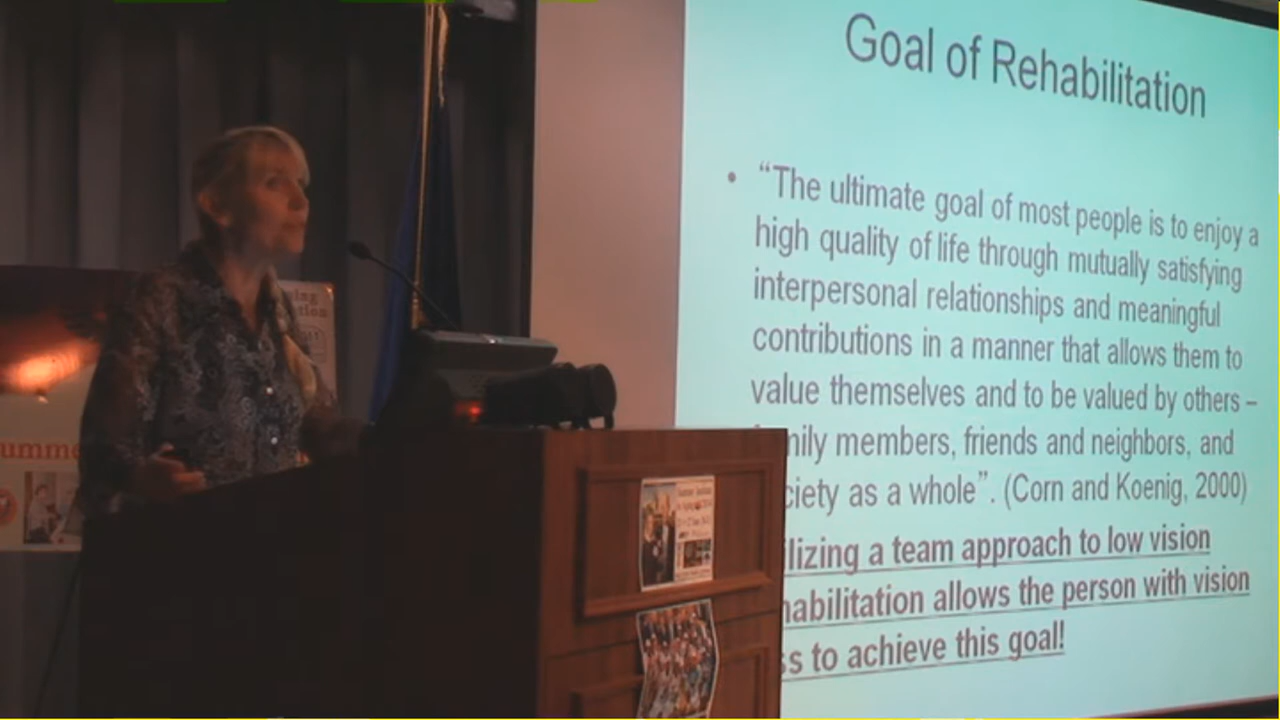 Goal of Rehabilitation
• “The ultimate goal of most people is to enjoy a
high quality of life through mutually satisfying
interpersonal relationships and meaningful
contributions in a manner that allows them to
value themselves and to be valued by others –
mily members, friends and neighbors, and
ciety as a whole”. (Corn and Koenig, 2000)
lizing a team approach to low vision
habilitation allows the person with vision
s to achieve this goal!
umme